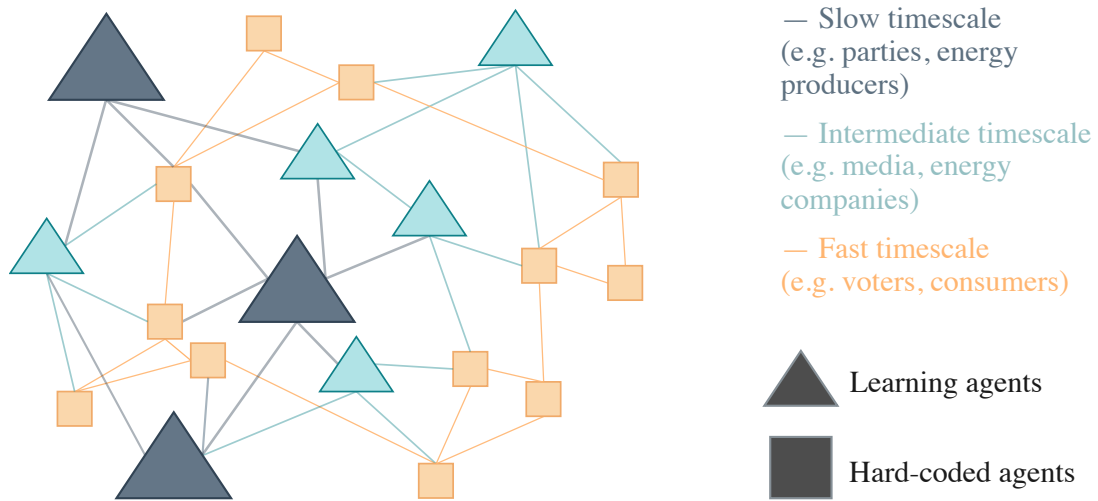 — Slow timescale
(e.g. parties, energy
producers)
— Intermediate timescale
(e.g. media, energy
companies)
— Fast timescale
(e.g. voters, consumers)
Learning agents
Hard-coded agents